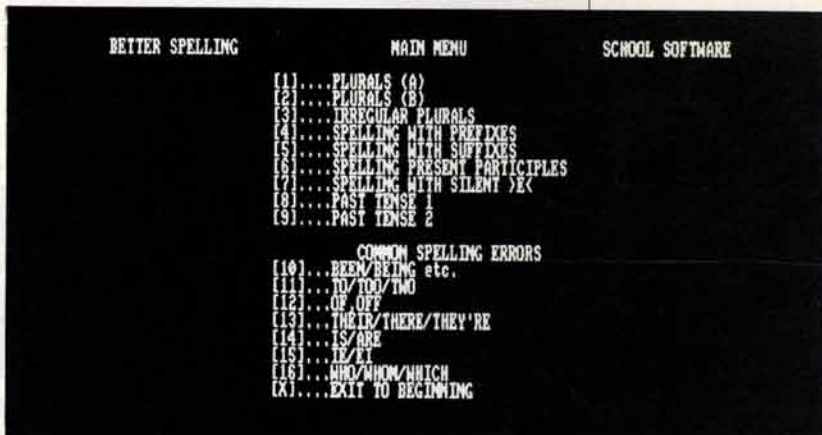 BETTER SPELLING MAIN MENU SCHOOL SOFTWARE
[1]....PLURALS (A)
[2]....PLURALS (B)
[3]....IRREGULAR PLURALS
[4]....SPELLING WITH PREFIXES
[5]....SPELLING WITH SUFFIXES
[6]....SPELLING PRESENT PARTICIPLES
[7]....SPELLING WITH SILENT >E<
[8]....PAST TENSE 1
[9]....PAST TENSE 2
COMMON SPELLING ERRORS
[10]...BEEN/BEING etc.
[11]...TO/TOO/TWO
[12]...OF,OFF
[13]...THEIR/THERE/THEY'RE
[14]...IS/ARE
[15]...IE/EI
[16]...WHO/WHOM/WHICH
[X]....EXIT TO BEGINNING